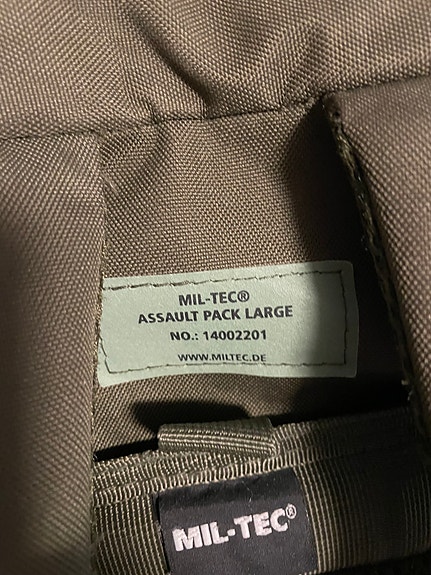 MIL-TEC®
ASSAULT PACK LARGE
NO.: 14002201
WWW.MILTEC.DE
MIL-TEC®